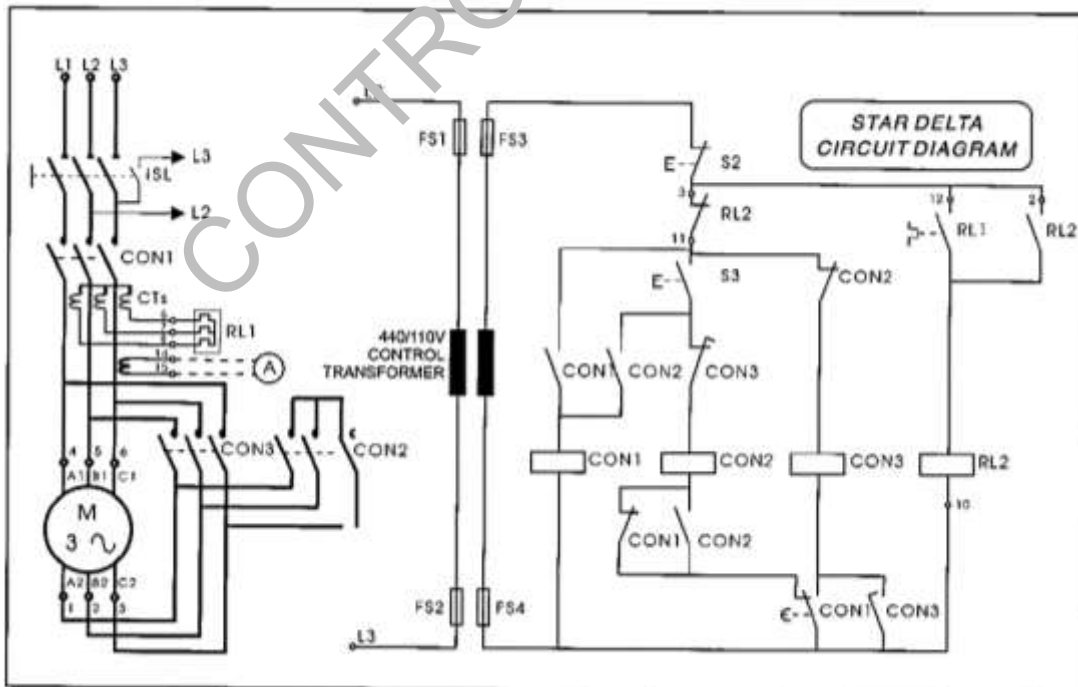 CONTRO
L1 L2 L3
L3
ISL
L2
CON1
CTs
RL1
14
15
A
FS1
FS3
440/110V
CONTROL
TRANSFORMER
FS2
FS4
L3
STAR DELTA
CIRCUIT DIAGRAM
S2
3
RL2
11
12
RL1
2
RL2
S3
CON2
CON1
CON2
CON3
CON1
CON2
CON3
RL2
10
CON1
CON2
CON1
CON3
CON3
CON2
4 5 6
A1 B1 C1
M
3 ~
A2 B2 C2
1 2 3